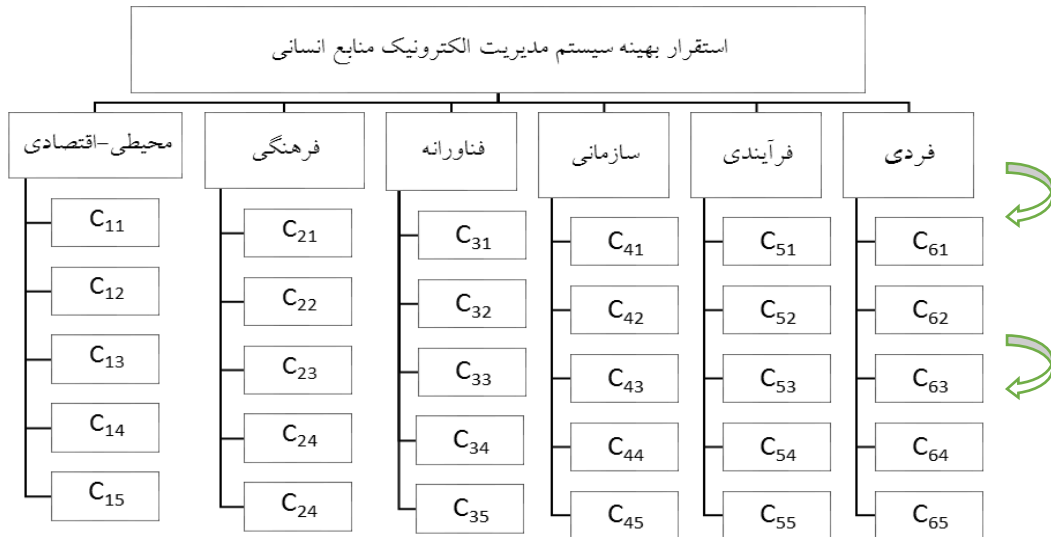 استقرار بهینه سیستم مدیریت الکترونیک منابع انسانی
فردی
فرآیندی
سازمانی
فناورانه
فرهنگی
محیطی-اقتصادی
C61
C62
C63
C64
C65
C51
C52
C53
C54
C55
C41
C42
C43
C44
C45
C31
C32
C33
C34
C35
C21
C22
C23
C24
C24
C11
C12
C13
C14
C15